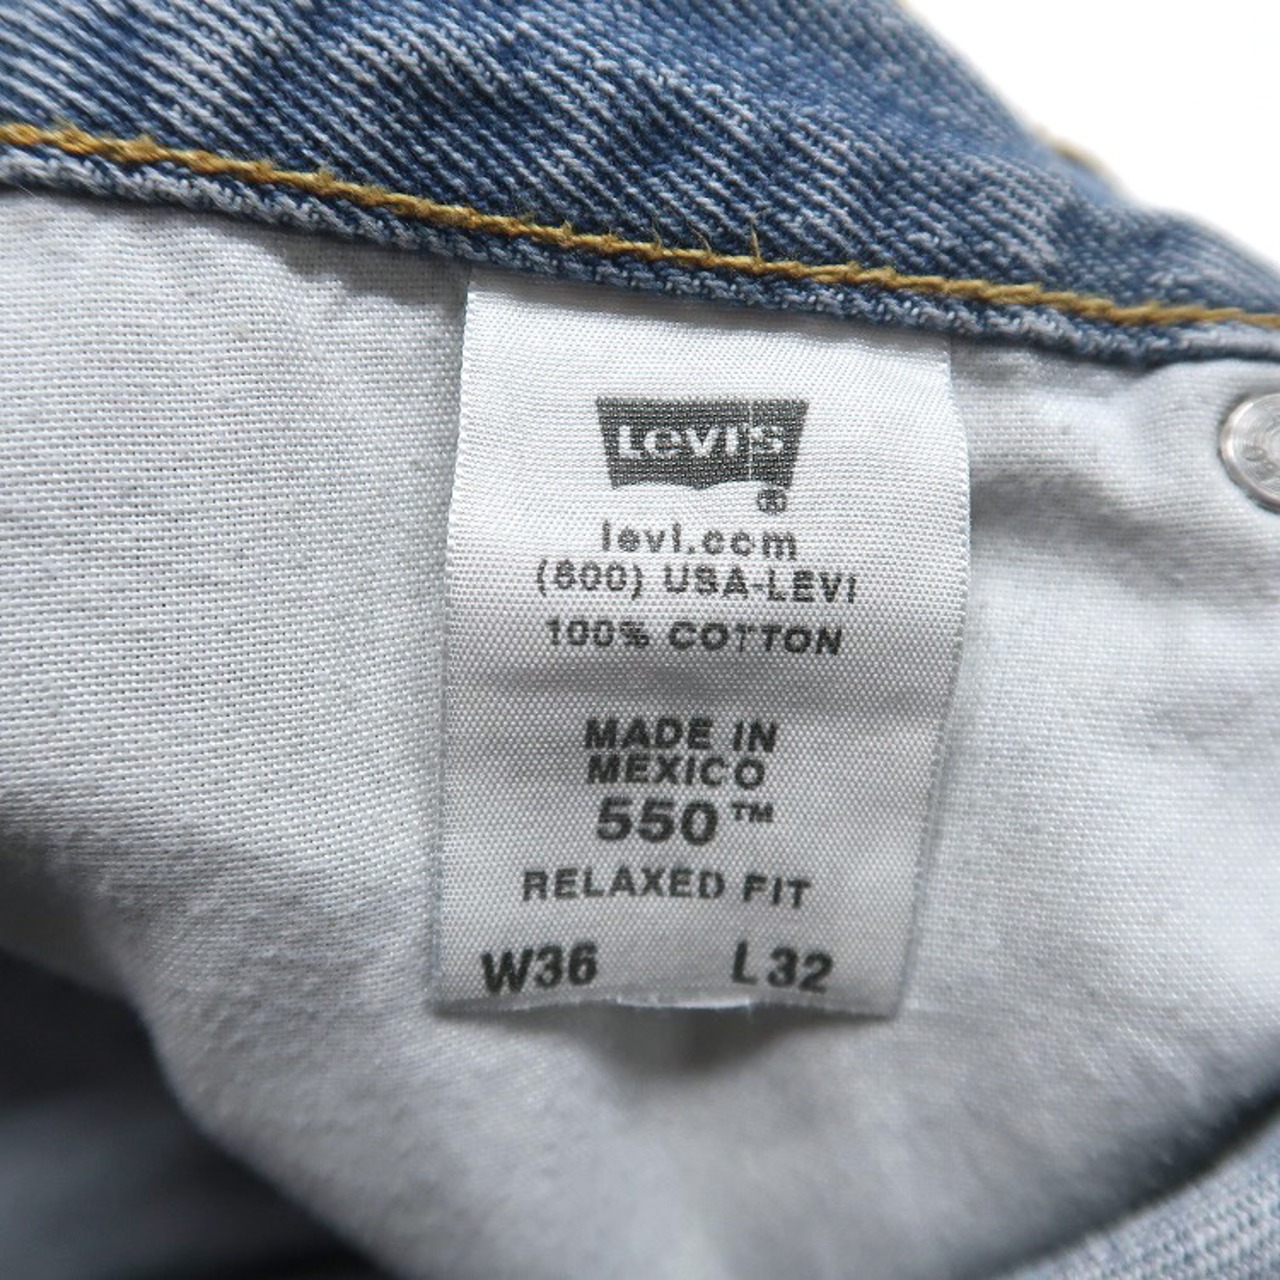 Levi's
®
levi.com
(800) USA-LEVI
100% COTTON
MADE IN
MEXICO
550™
RELAXED FIT
W36 L32